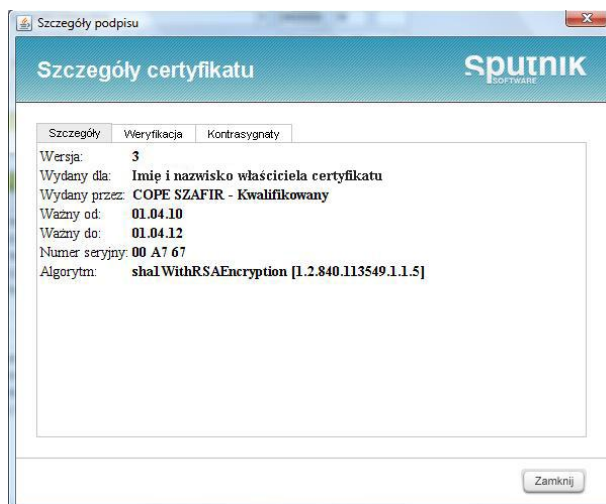 Szczegóły podpisu
Szczegóły certyfikatu
Sputnik
SOFTWARE
Szczegóły Weryfikacja Kontrasygnaty
Wersja: 3
Wydany dla: Imię i nazwisko właściciela certyfikatu
Wydany przez: COPE SZAFIR - Kwalifikowany
Ważny od: 01.04.10
Ważny do: 01.04.12
Numer seryjny: 00 A7 67
Algorytm: sha1WithRSAEncryption [1.2.840.113549.1.1.5]
Zamknij